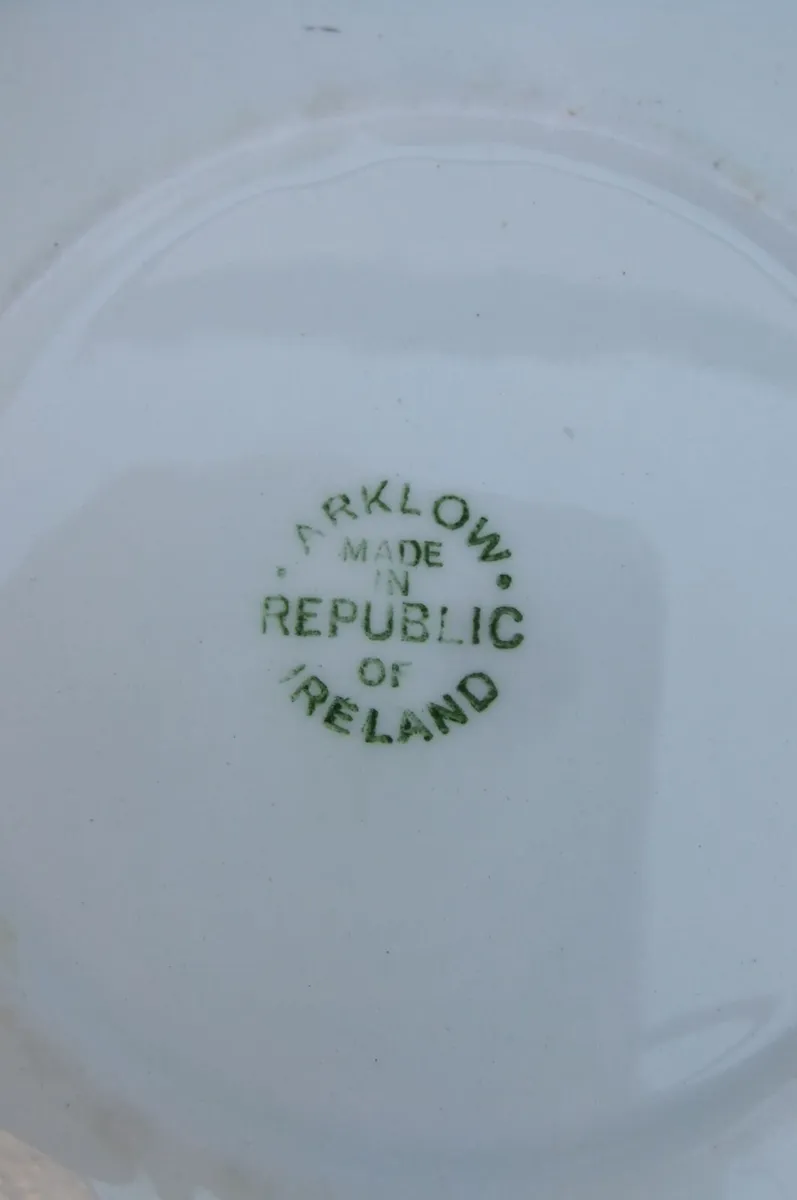 ARKLOW
MADE
IN
REPUBLIC
OF
IRELAND